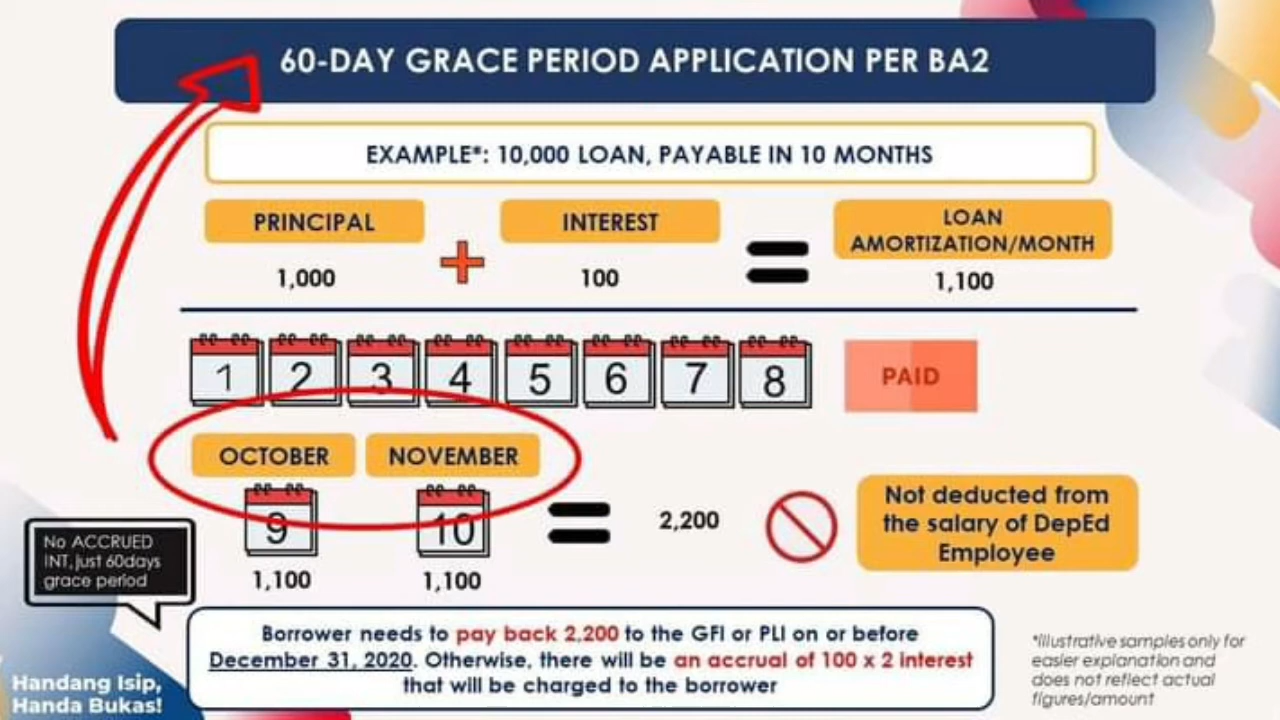 60-DAY GRACE PERIOD APPLICATION PER BA2
EXAMPLE*: 10,000 LOAN, PAYABLE IN 10 MONTHS
PRINCIPAL
INTEREST
LOAN
AMORTIZATION/MONTH
1,000
100
1,100
1 2 3 4 5 6 7 8
PAID
OCTOBER
NOVEMBER
9
10
1,100
1,100
2,200
Not deducted from
the salary of DepEd
Employee
No ACCRUED
INT, just 60days
grace period
Borrower needs to pay back 2,200 to the GFI or PLI on or before
December 31, 2020. Otherwise, there will be an accrual of 100 x 2 interest
that will be charged to the borrower
*Illustrative samples only for
easier explanation and
does not reflect actual
figures/amount
Handang Isip,
Handa Bukas!